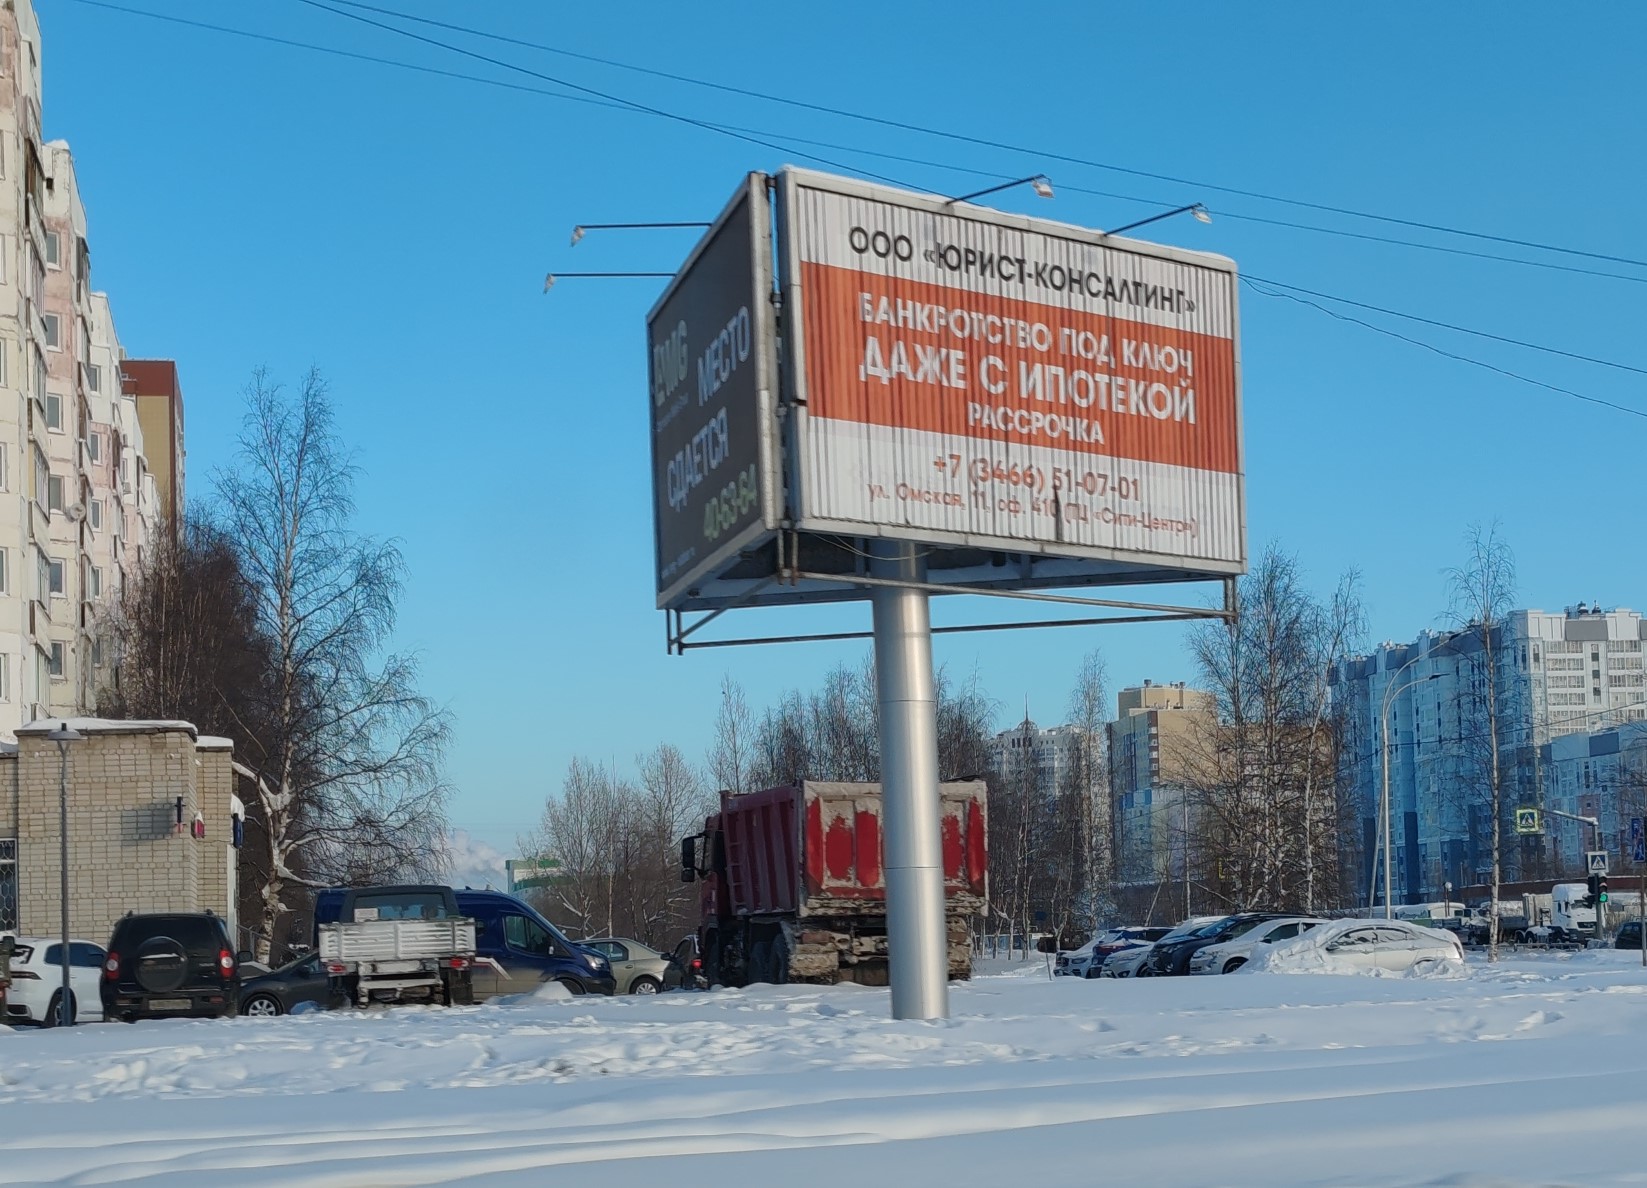 ООО «ЮРИСТ-КОНСАЛТИНГ»
БАНКРОТСТВО ПОД КЛЮЧ
ДАЖЕ С ИПОТЕКОЙ
РАССРОЧКА
+7 (3466) 51-07-01
ул. Омская, 11, оф. 410 (ТЦ «Сити-Центр»)
МЕСТО
СДАЕТСЯ
40-63-64